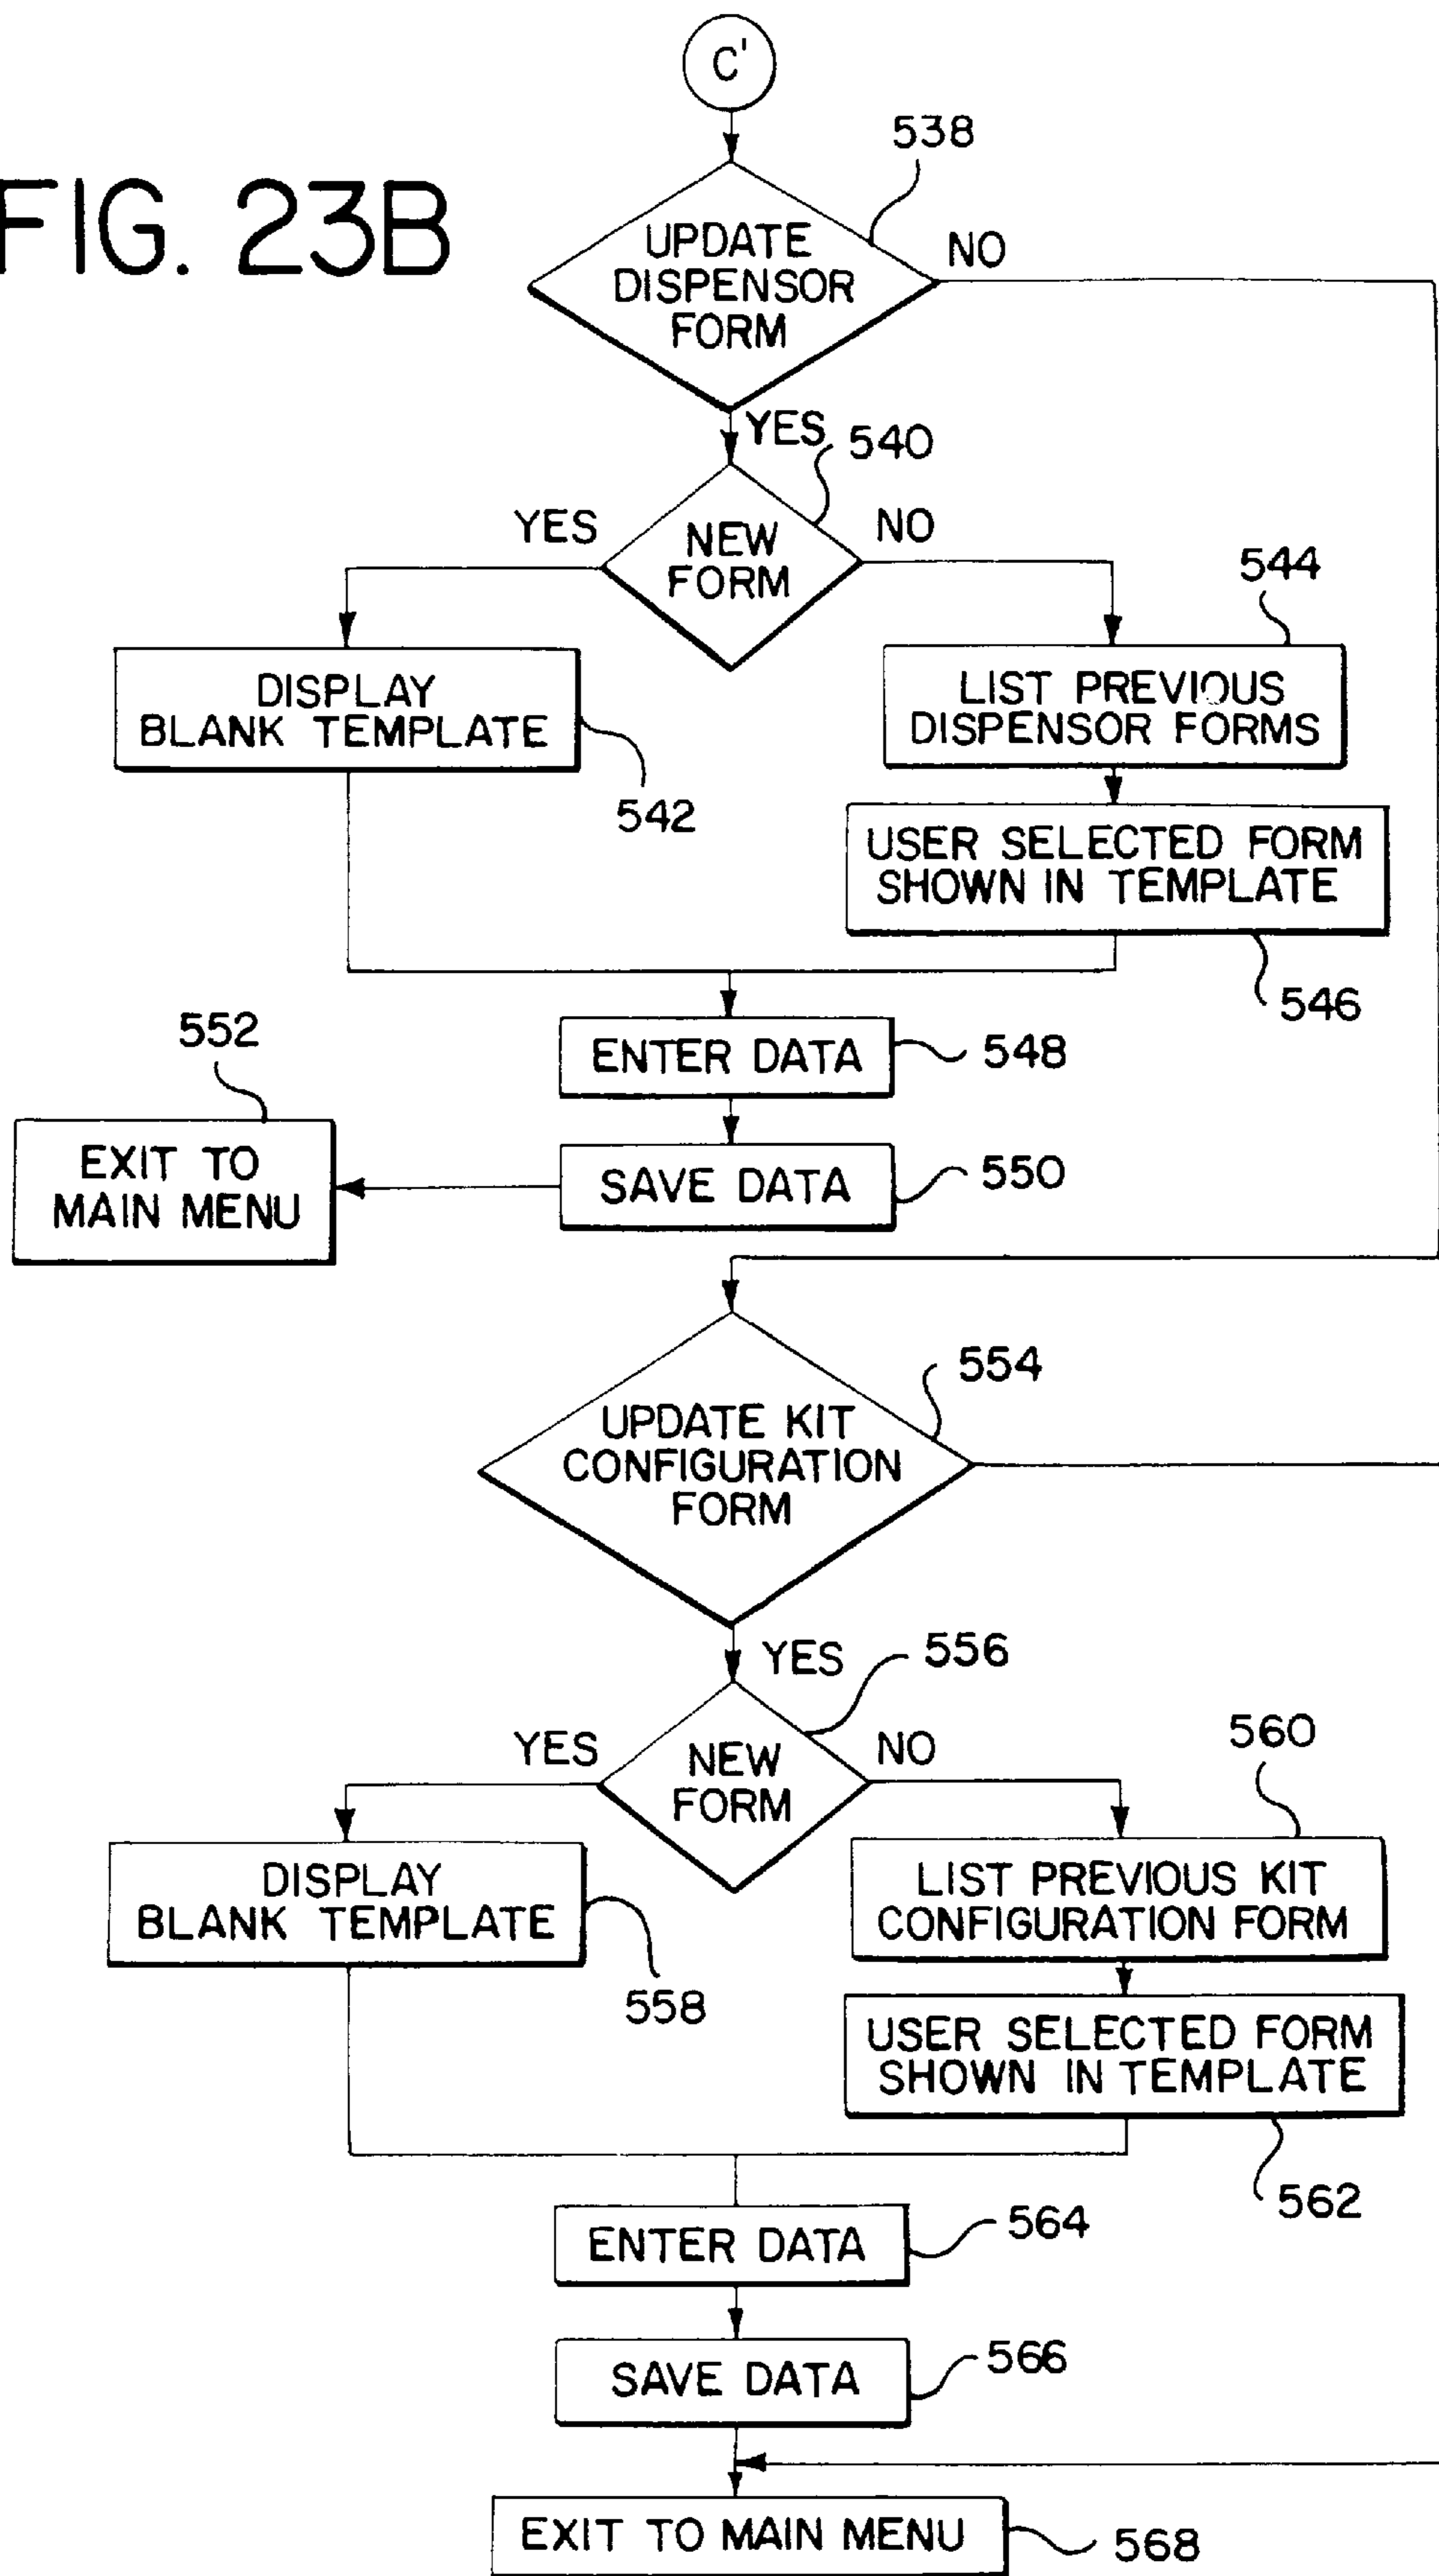 C'
FIG. 23B
538
UPDATE
DISPENSOR
FORM
NO
YES
540
YES
NEW
FORM
NO
544
DISPLAY
BLANK TEMPLATE
542
LIST PREVIOUS
DISPENSOR FORMS
USER SELECTED FORM
SHOWN IN TEMPLATE
546
552
ENTER DATA
548
EXIT TO
MAIN MENU
SAVE DATA
550
554
UPDATE KIT
CONFIGURATION
FORM
YES
556
YES
NEW
FORM
NO
560
DISPLAY
BLANK TEMPLATE
558
LIST PREVIOUS KIT
CONFIGURATION FORM
USER SELECTED FORM
SHOWN IN TEMPLATE
562
ENTER DATA
564
SAVE DATA
566
EXIT TO MAIN MENU
568